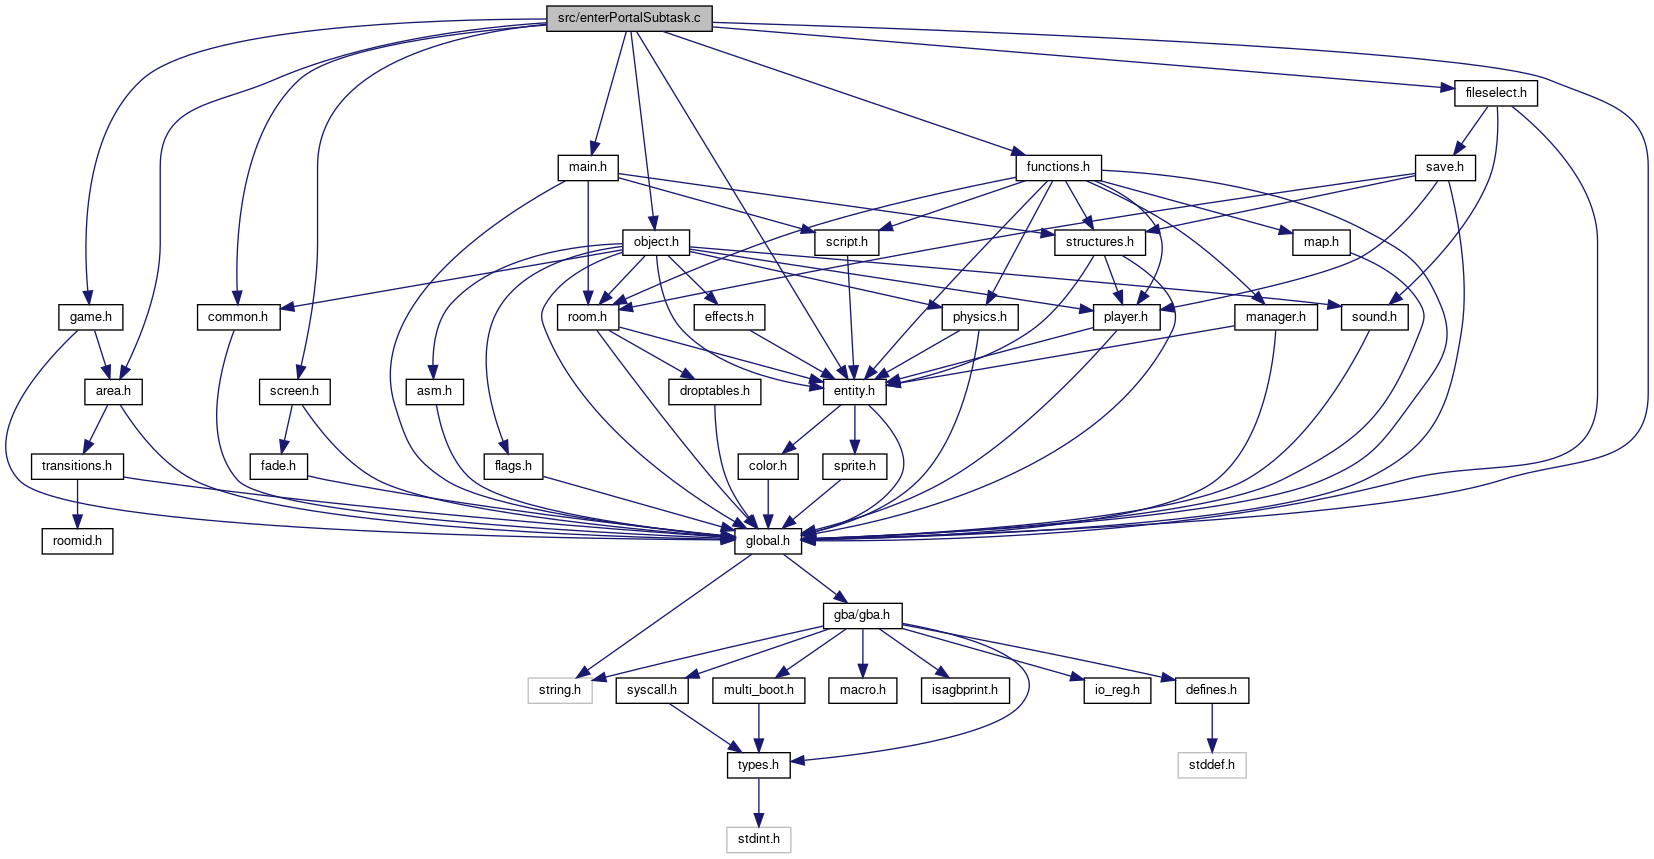 src/enterPortalSubtask.c
fileselect.h
main.h
functions.h
save.h
object.h
script.h
structures.h
map.h
game.h
common.h
room.h
effects.h
physics.h
player.h
manager.h
sound.h
area.h
screen.h
asm.h
droptables.h
entity.h
transitions.h
fade.h
flags.h
color.h
sprite.h
roomid.h
global.h
gba/gba.h
string.h
syscall.h
multi_boot.h
macro.h
isagbprint.h
io_reg.h
defines.h
types.h
stddef.h
stdint.h